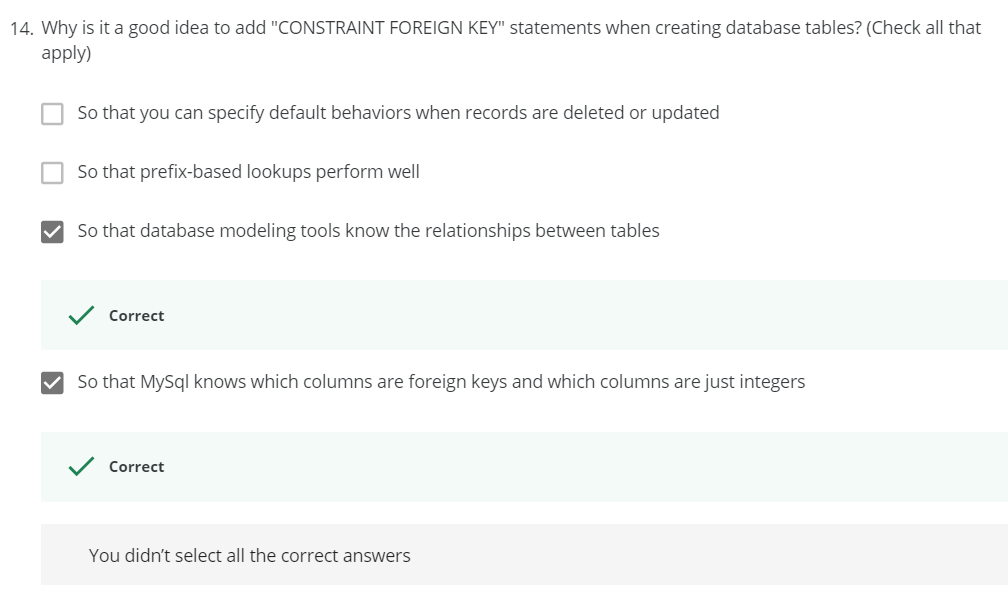 14. Why is it a good idea to add "CONSTRAINT FOREIGN KEY" statements when creating database tables? (Check all that
apply)
So that you can specify default behaviors when records are deleted or updated
So that prefix-based lookups perform well
So that database modeling tools know the relationships between tables
Correct
So that MySql knows which columns are foreign keys and which columns are just integers
Correct
You didn't select all the correct answers